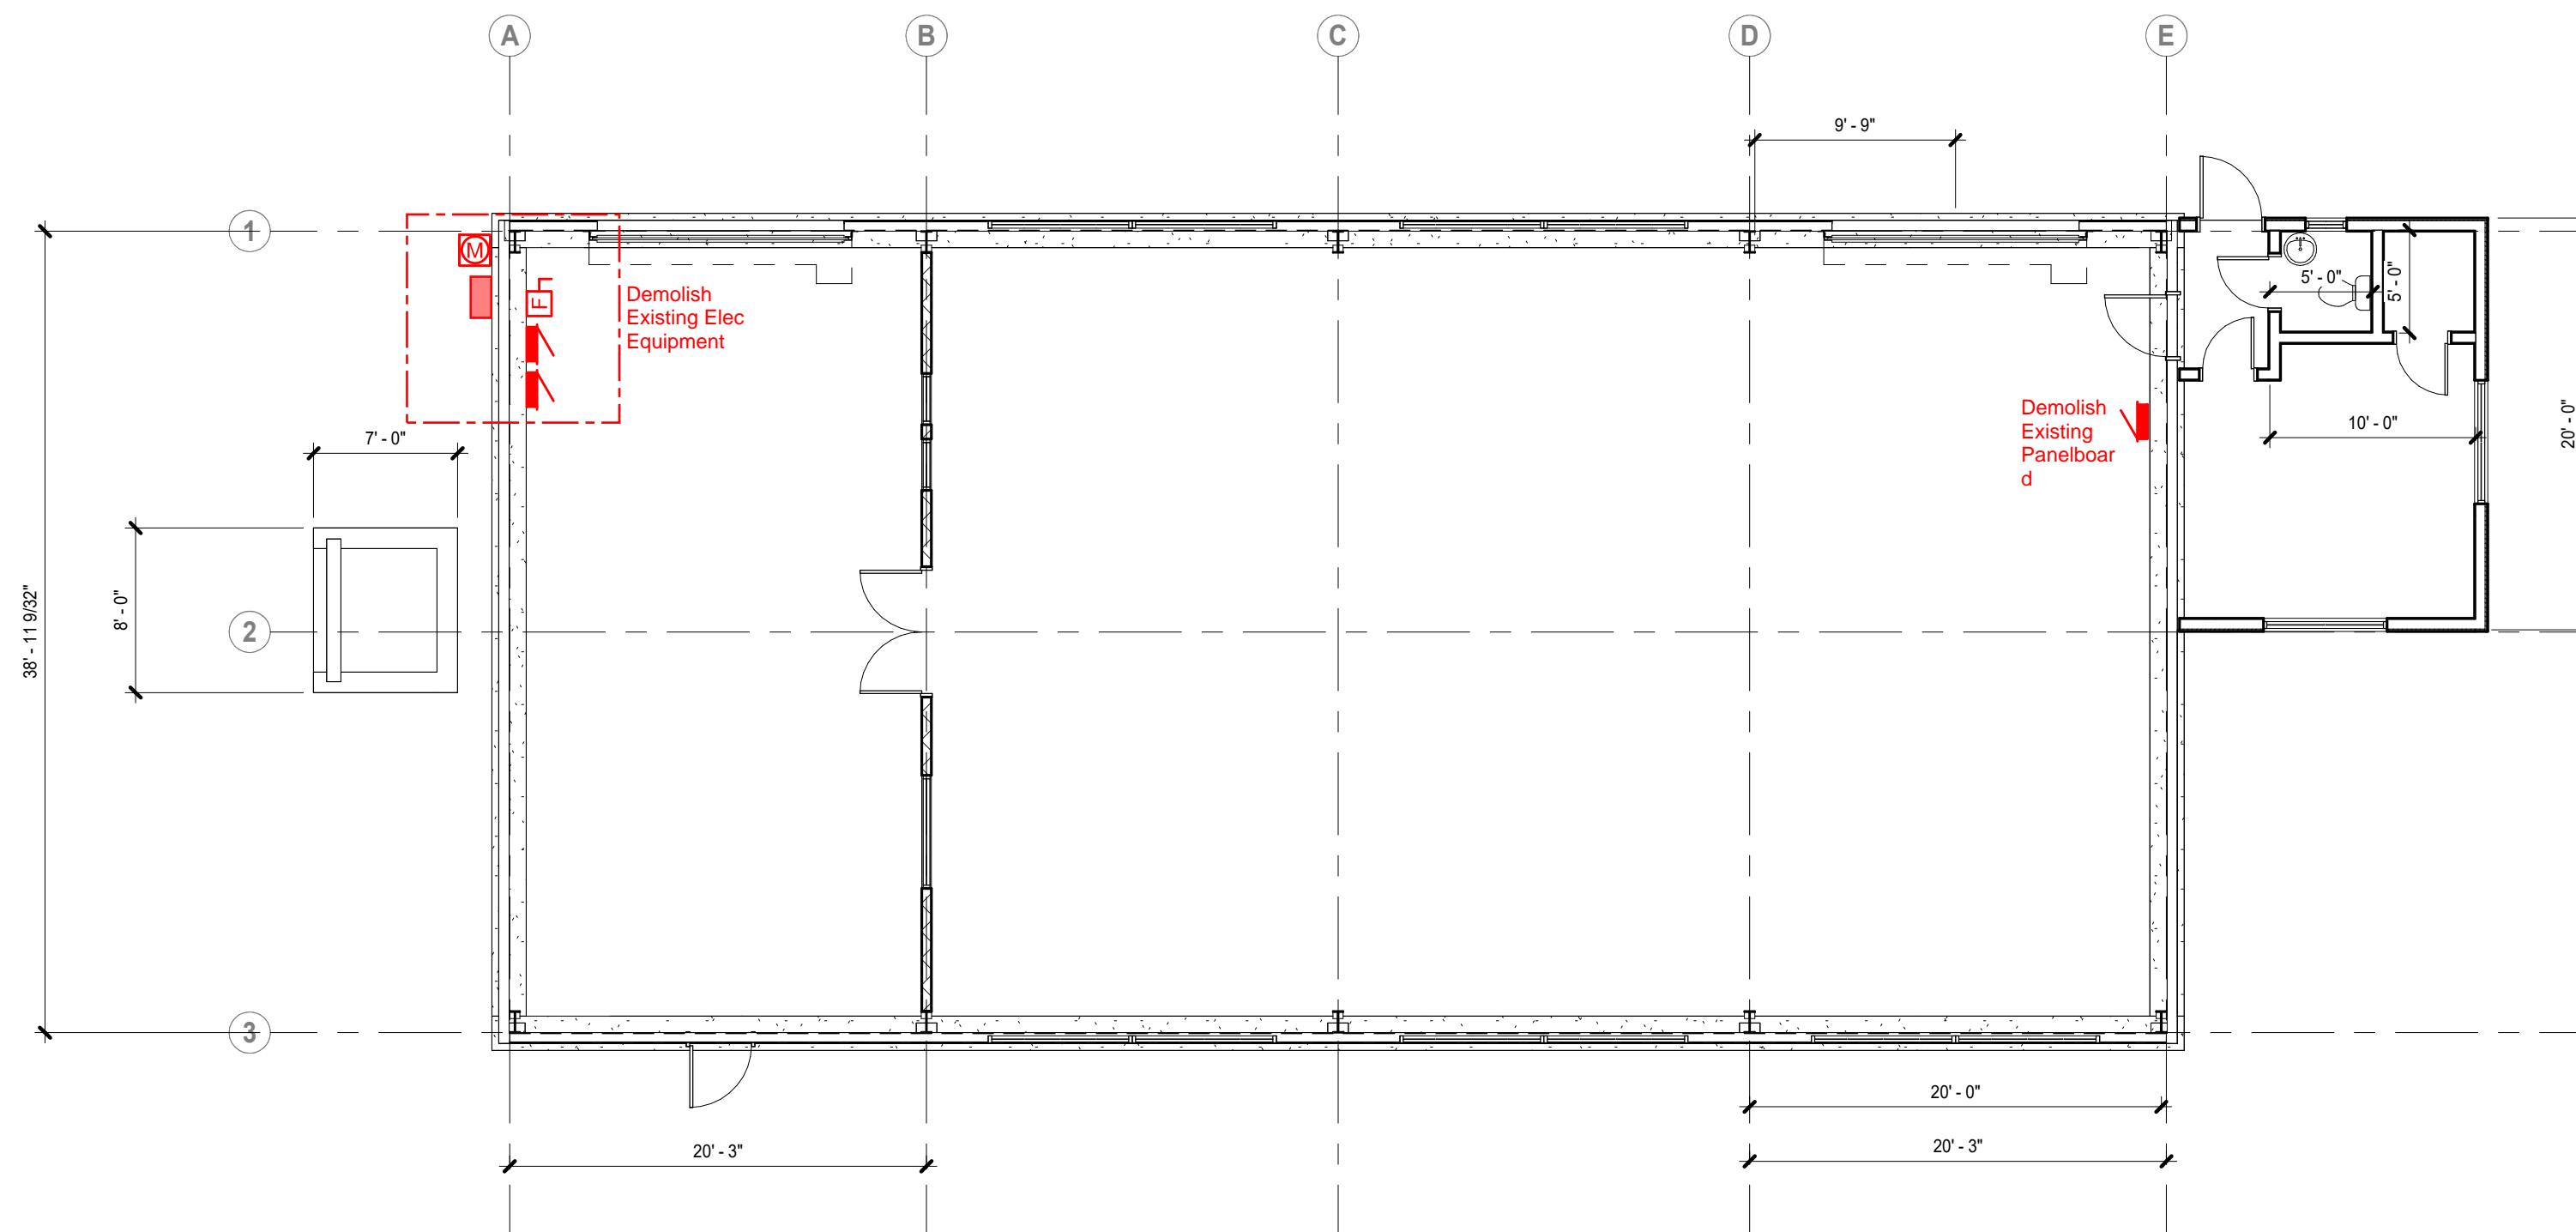 A
B
C
D
E
9' - 9"
1
M
F
Demolish
Existing Elec
Equipment
5' - 0"
5' - 0"
Demolish
Existing
Panelboar
d
10' - 0"
20' - 0"
7' - 0"
8' - 0"
38' - 11 9/32"
2
3
20' - 0"
20' - 3"
20' - 3"